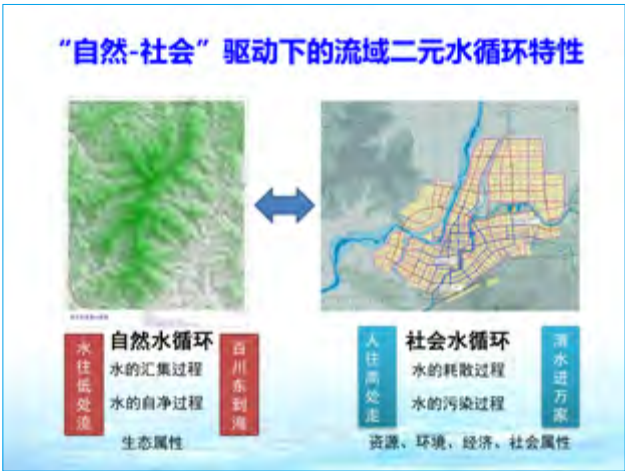 “自然-社会”驱动下的流域二元水循环特性
水往低处流
自然水循环
水的汇集过程
水的自净过程
百川东到海
生态属性
人往高处走
社会水循环
水的耗散过程
水的污染过程
清水进万家
资源、环境、经济、社会属性